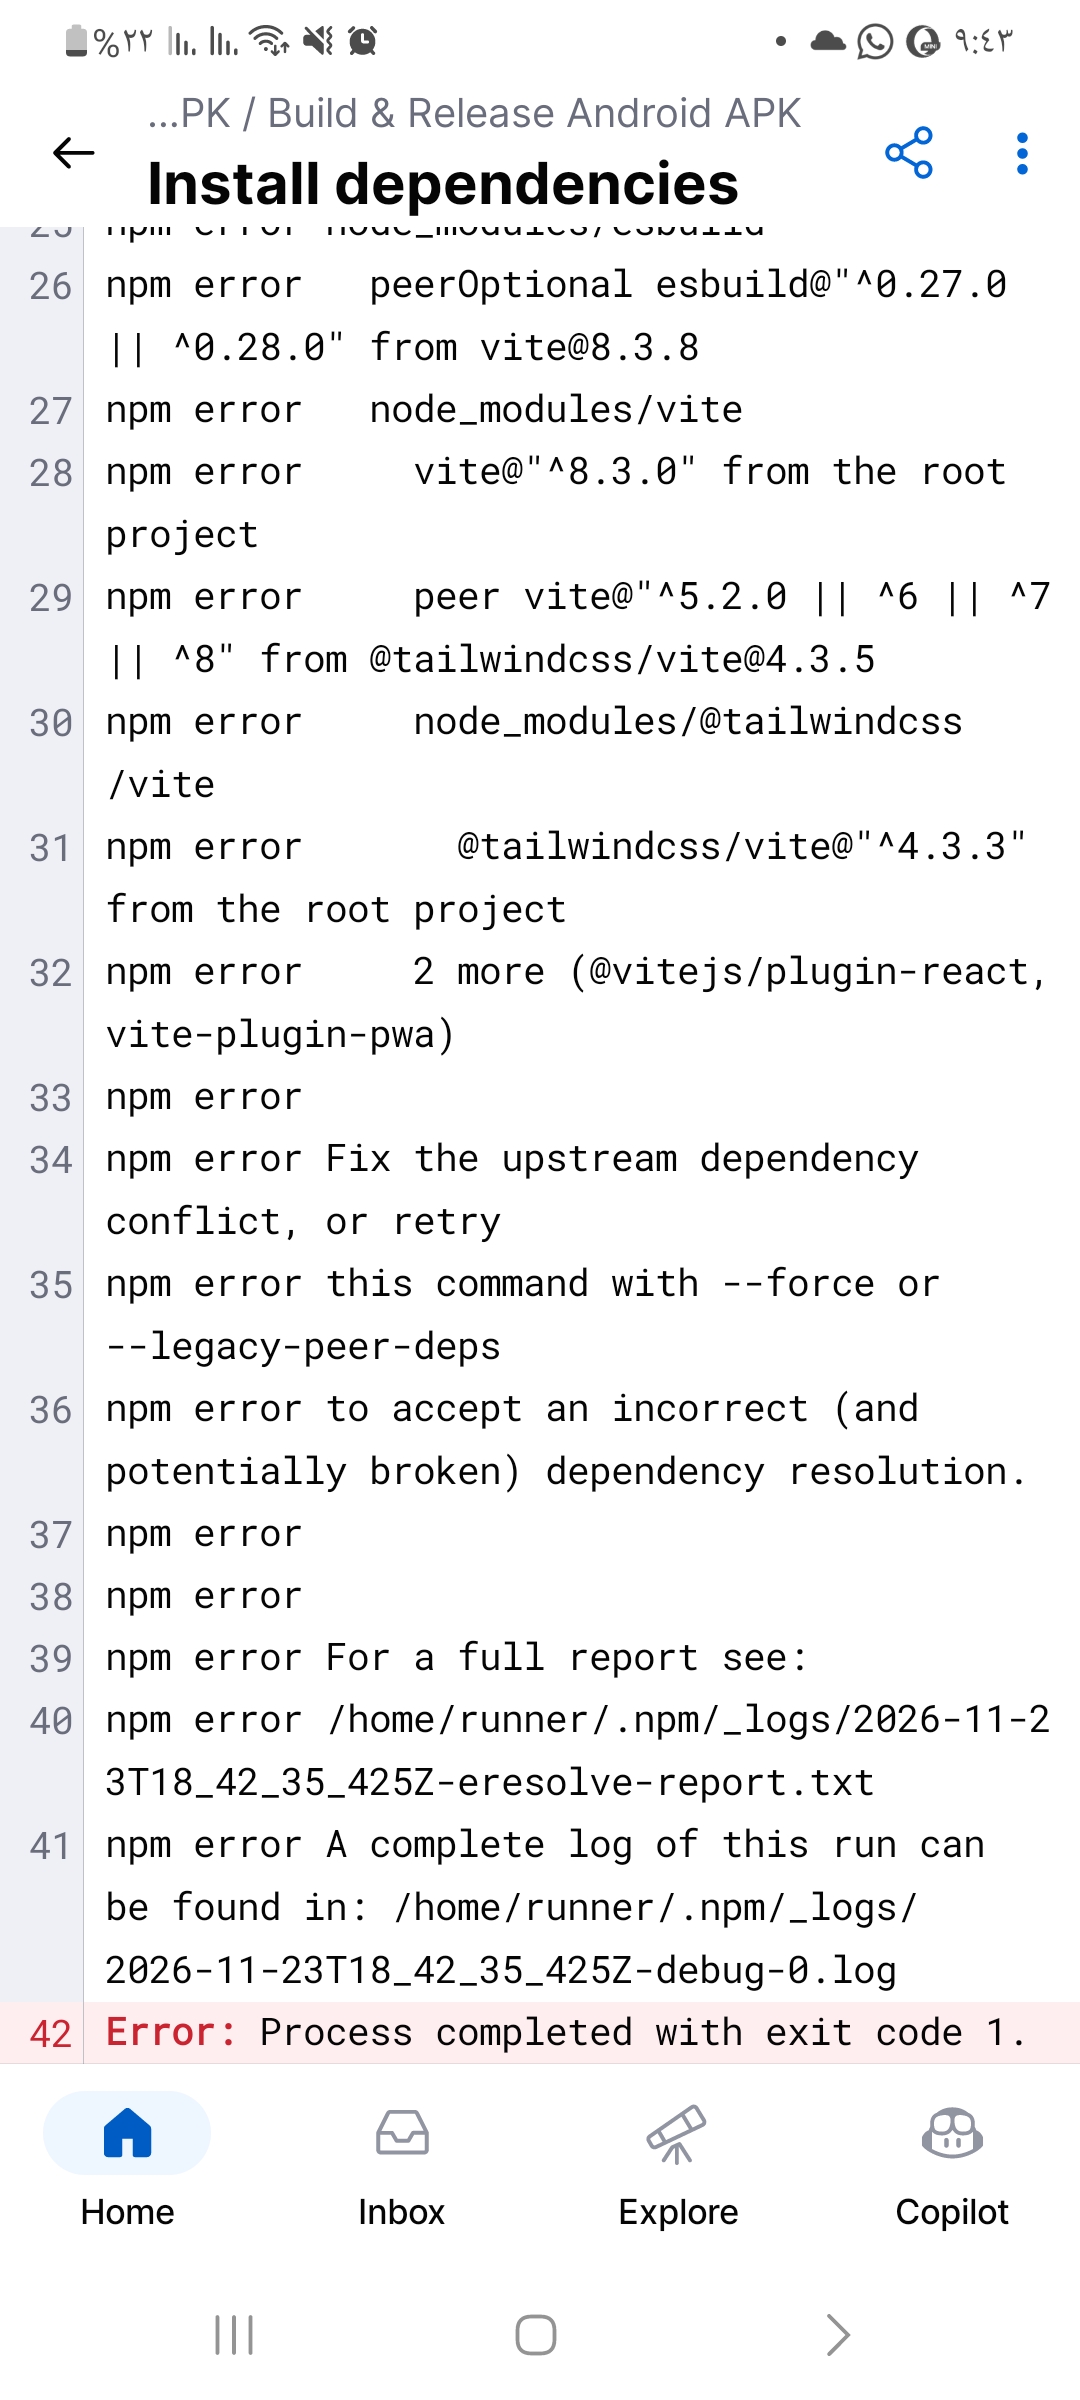 %٢٢
٩:٤٣
...PK / Build & Release Android APK
Install dependencies
25 npm error node_modules/esbuild
26 npm error   peerOptional esbuild@"^0.27.0
|| ^0.28.0" from vite@8.3.8
27 npm error   node_modules/vite
28 npm error     vite@"^8.3.0" from the root
project
29 npm error     peer vite@"^5.2.0 || ^6 || ^7
|| ^8" from @tailwindcss/vite@4.3.5
30 npm error     node_modules/@tailwindcss
/vite
31 npm error       @tailwindcss/vite@"^4.3.3"
from the root project
32 npm error     2 more (@vitejs/plugin-react,
vite-plugin-pwa)
33 npm error
34 npm error Fix the upstream dependency
conflict, or retry
35 npm error this command with --force or
--legacy-peer-deps
36 npm error to accept an incorrect (and
potentially broken) dependency resolution.
37 npm error
38 npm error
39 npm error For a full report see:
40 npm error /home/runner/.npm/_logs/2026-11-2
3T18_42_35_425Z-eresolve-report.txt
41 npm error A complete log of this run can
be found in: /home/runner/.npm/_logs/
2026-11-23T18_42_35_425Z-debug-0.log
42 Error: Process completed with exit code 1.
Home Inbox Explore Copilot